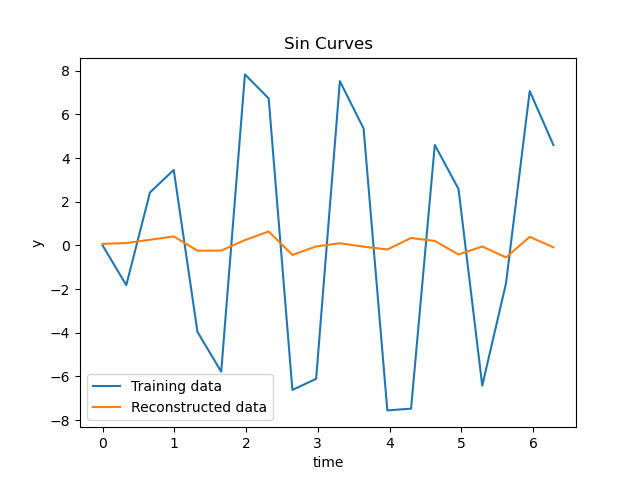 Sin Curves
8
6
4
2
0
−2
−4
−6
−8
y
Training data
Reconstructed data
0 1 2 3 4 5 6
time